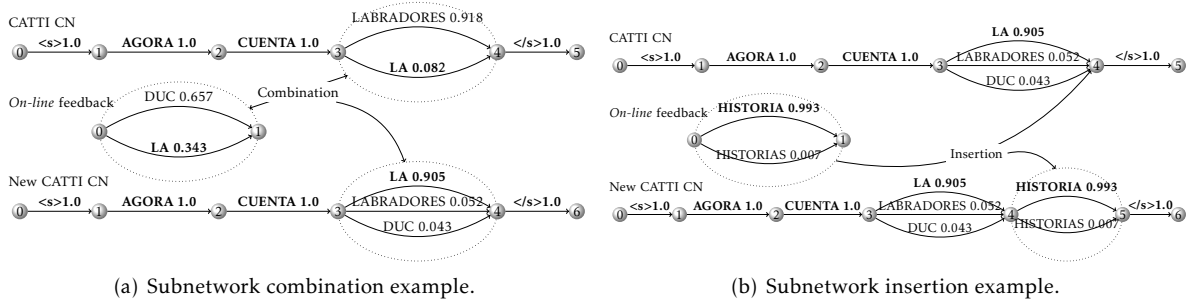 CATTI CN
<s>1.0 AGORA 1.0 CUENTA 1.0 LABRADORES 0.918 </s>1.0
0 1 2 3 4 5
LA 0.082
On-line feedback
DUC 0.657
Combination
0 1
LA 0.343
New CATTI CN
<s>1.0 AGORA 1.0 CUENTA 1.0 LA 0.905 </s>1.0
LABRADORES 0.052
0 1 2 3 4 6
DUC 0.043
(a) Subnetwork combination example.
CATTI CN
<s>1.0 AGORA 1.0 CUENTA 1.0 LA 0.905 </s>1.0
LABRADORES 0.052
0 1 2 3 4 5
DUC 0.043
On-line feedback
HISTORIA 0.993
0 1
HISTORIAS 0.007
Insertion
New CATTI CN
<s>1.0 AGORA 1.0 CUENTA 1.0 LA 0.905 HISTORIA 0.993 </s>1.0
LABRADORES 0.052
0 1 2 3 4 5 6
DUC 0.043 HISTORIAS 0.007
(b) Subnetwork insertion example.